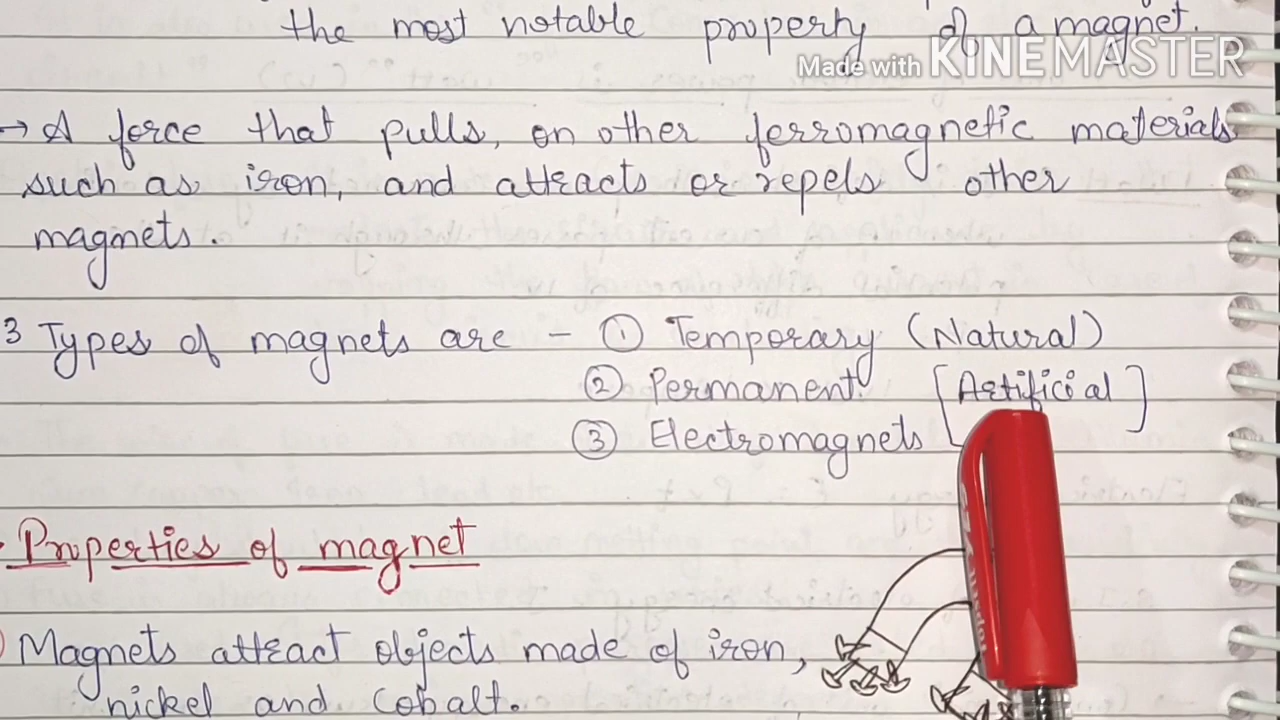 the most notable property of a magnet.
Made with KINEMASTER
→ A force that pulls, on other ferromagnetic materials
such as iron, and attracts or repels other
magnets.
3 Types of magnets are - ① Temporary (Natural)
② Permanent. [Artificial]
③ Electromagnets
Properties of magnet
Magnets attract objects made of iron,
nickel and Cobalt.